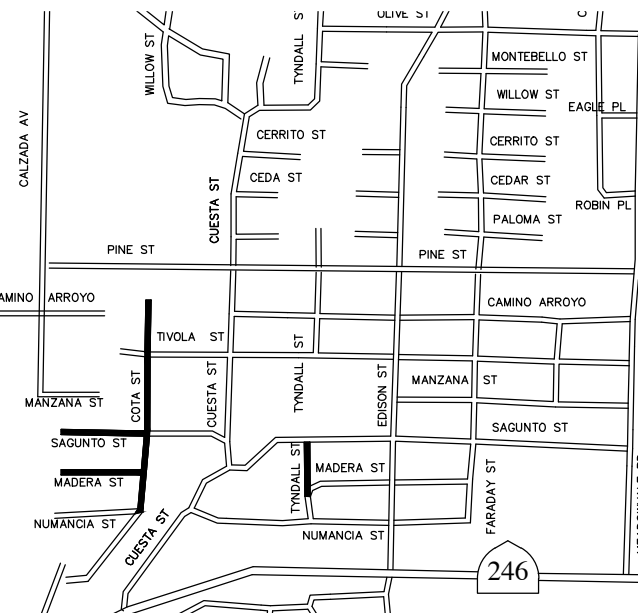 OLIVE ST
WILLOW ST
TYNDALL S
MONTEBELLO ST
WILLOW ST
EAGLE PL
CERRITO ST
CERRITO ST
CALZADA AV
CEDA ST
CEDAR ST
CUESTA ST
ROBIN PL
PALOMA ST
PINE ST
PINE ST
AMINO ARROYO
CAMINO ARROYO
TIVOLA ST
TYNDALL ST
COTA ST
CUESTA ST
EDISON ST
MANZANA ST
MANZANA ST
SAGUNTO ST
SAGUNTO ST
TYNDALL ST
MADERA ST
MADERA ST
FARADAY ST
NUMANCIA ST
CUESTA ST
NUMANCIA ST
246